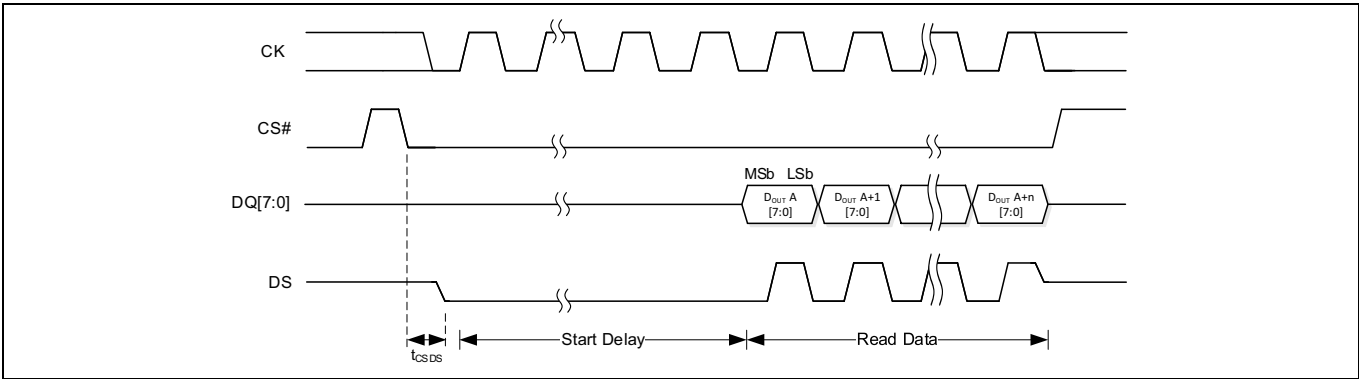 CK
CS#
MSb LSb
DQ[7:0]
DOUT A
[7:0]
DOUT A+1
[7:0]
DOUT A+n
[7:0]
DS
tCSDS
Start Delay
Read Data